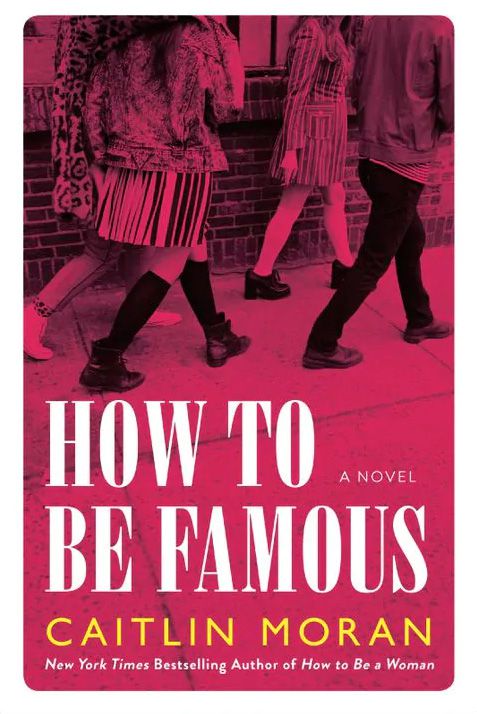 HOW TO
A NOVEL
BE FAMOUS
CAITLIN MORAN
New York Times Bestselling Author of How to Be a Woman